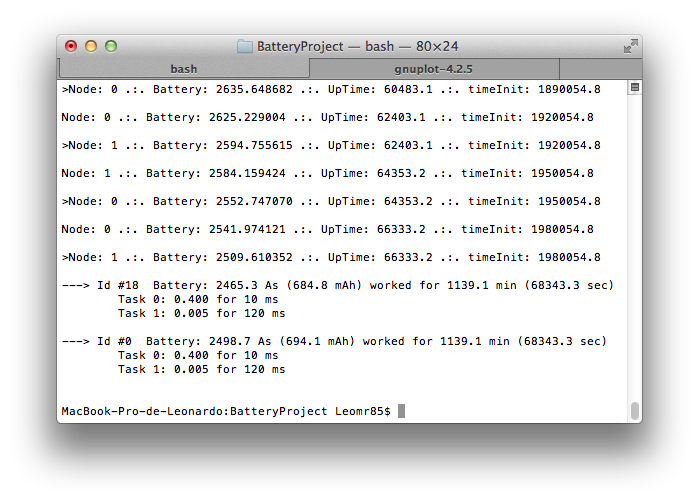 BatteryProject — bash — 80×24
bash
gnuplot-4.2.5
>Node: 0 .:. Battery: 2635.648682 .:. UpTime: 60483.1 .:. timeInit: 1890054.8
Node: 0 .:. Battery: 2625.229004 .:. UpTime: 62403.1 .:. timeInit: 1920054.8
>Node: 1 .:. Battery: 2594.755615 .:. UpTime: 62403.1 .:. timeInit: 1920054.8
Node: 1 .:. Battery: 2584.159424 .:. UpTime: 64353.2 .:. timeInit: 1950054.8
>Node: 0 .:. Battery: 2552.747070 .:. UpTime: 64353.2 .:. timeInit: 1950054.8
Node: 0 .:. Battery: 2541.974121 .:. UpTime: 66333.2 .:. timeInit: 1980054.8
>Node: 1 .:. Battery: 2509.610352 .:. UpTime: 66333.2 .:. timeInit: 1980054.8
---> Id #18  Battery: 2465.3 As (684.8 mAh) worked for 1139.1 min (68343.3 sec)
Task 0: 0.400 for 10 ms
Task 1: 0.005 for 120 ms
---> Id #0  Battery: 2498.7 As (694.1 mAh) worked for 1139.1 min (68343.3 sec)
Task 0: 0.400 for 10 ms
Task 1: 0.005 for 120 ms
MacBook-Pro-de-Leonardo:BatteryProject Leomr85$